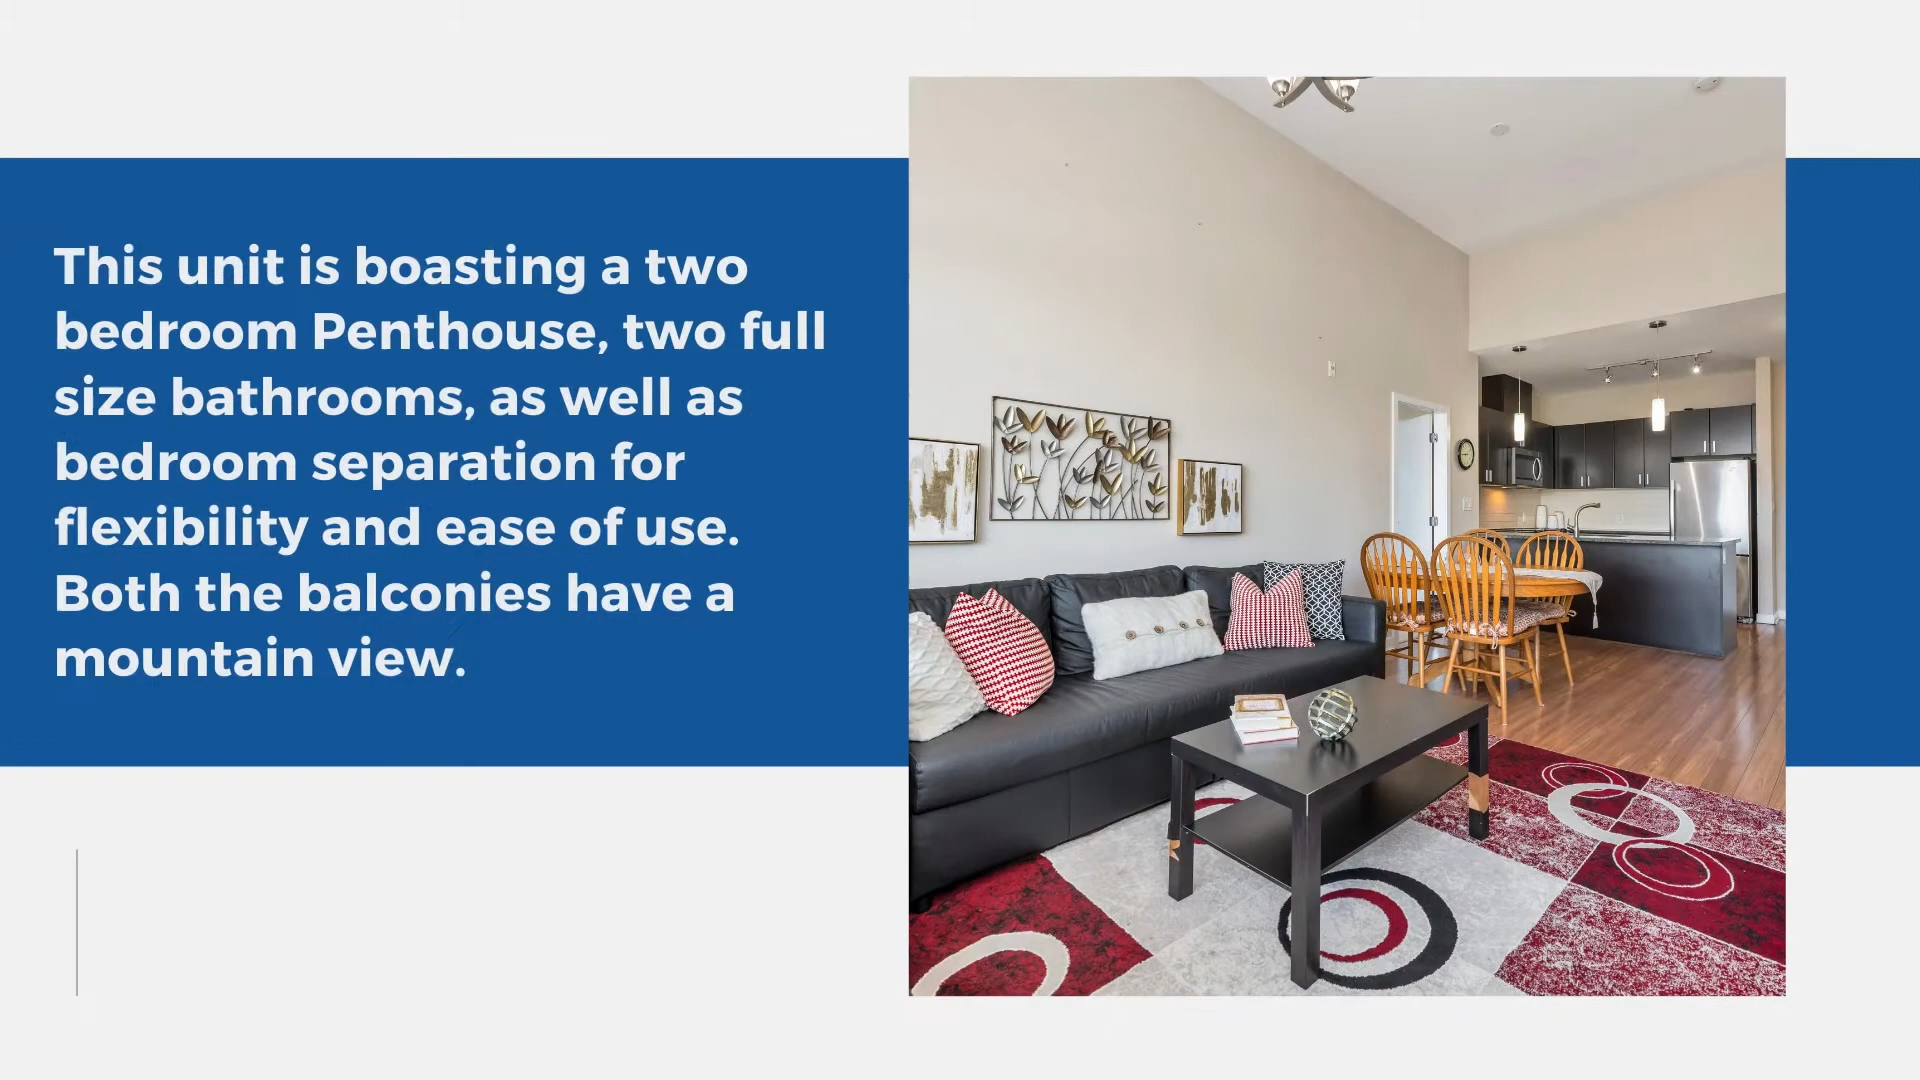 This unit is boasting a two
bedroom Penthouse, two full
size bathrooms, as well as
bedroom separation for
flexibility and ease of use.
Both the balconies have a
mountain view.